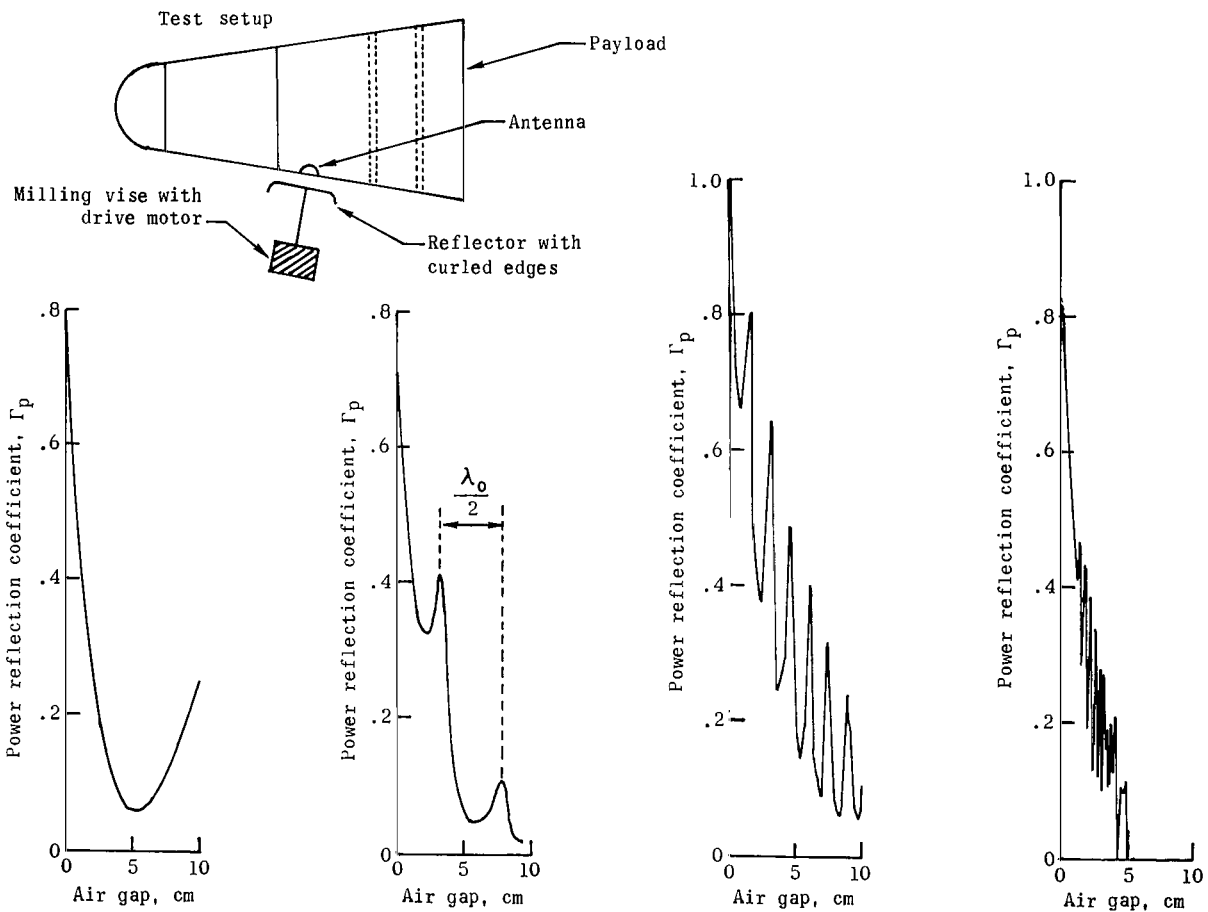 Test setup
Payload
Antenna
Milling vise with
drive motor
Reflector with
curled edges
Power reflection coefficient, Γp
.8
.6
.4
.2
0
0
5
10
Air gap, cm
Power reflection coefficient, Γp
.8
.6
.4
.2
0
λo
2
0
5
10
Air gap, cm
Power reflection coefficient, Γp
1.0
.8
.6
.4
.2
0
0
5
10
Air gap, cm
Power reflection coefficient, Γp
1.0
.8
.6
.4
.2
0
0
5
10
Air gap, cm